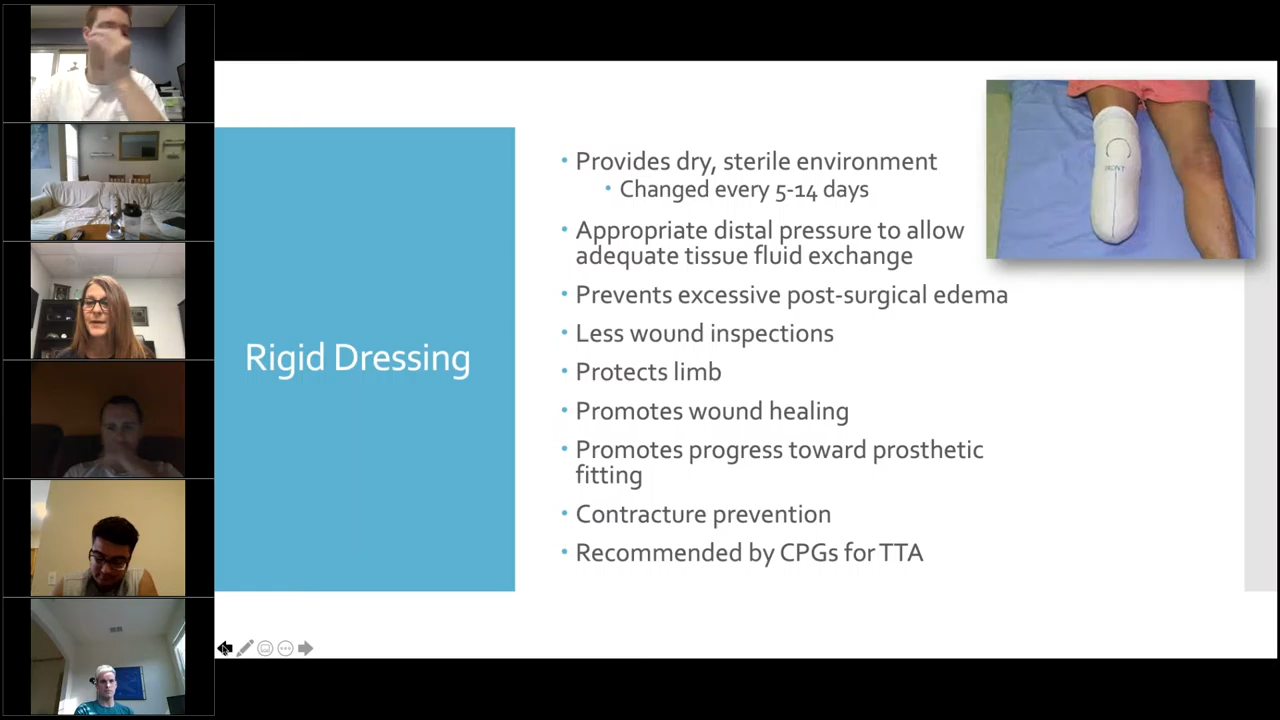 Rigid Dressing
• Provides dry, sterile environment
• Changed every 5-14 days
• Appropriate distal pressure to allow
adequate tissue fluid exchange
• Prevents excessive post-surgical edema
• Less wound inspections
• Protects limb
• Promotes wound healing
• Promotes progress toward prosthetic
fitting
• Contracture prevention
• Recommended by CPGs for TTA
FRONT